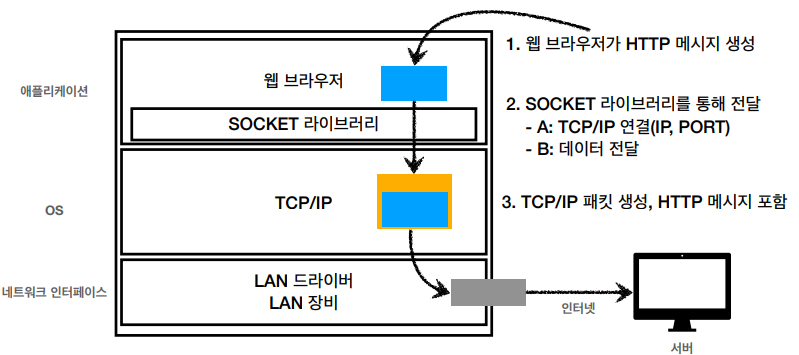 1. 웹 브라우저가 HTTP 메시지 생성
애플리케이션
웹 브라우저
SOCKET 라이브러리
2. SOCKET 라이브러리를 통해 전달
- A: TCP/IP 연결(IP, PORT)
- B: 데이터 전달
OS
TCP/IP
3. TCP/IP 패킷 생성, HTTP 메시지 포함
네트워크 인터페이스
LAN 드라이버
LAN 장비
인터넷
서버